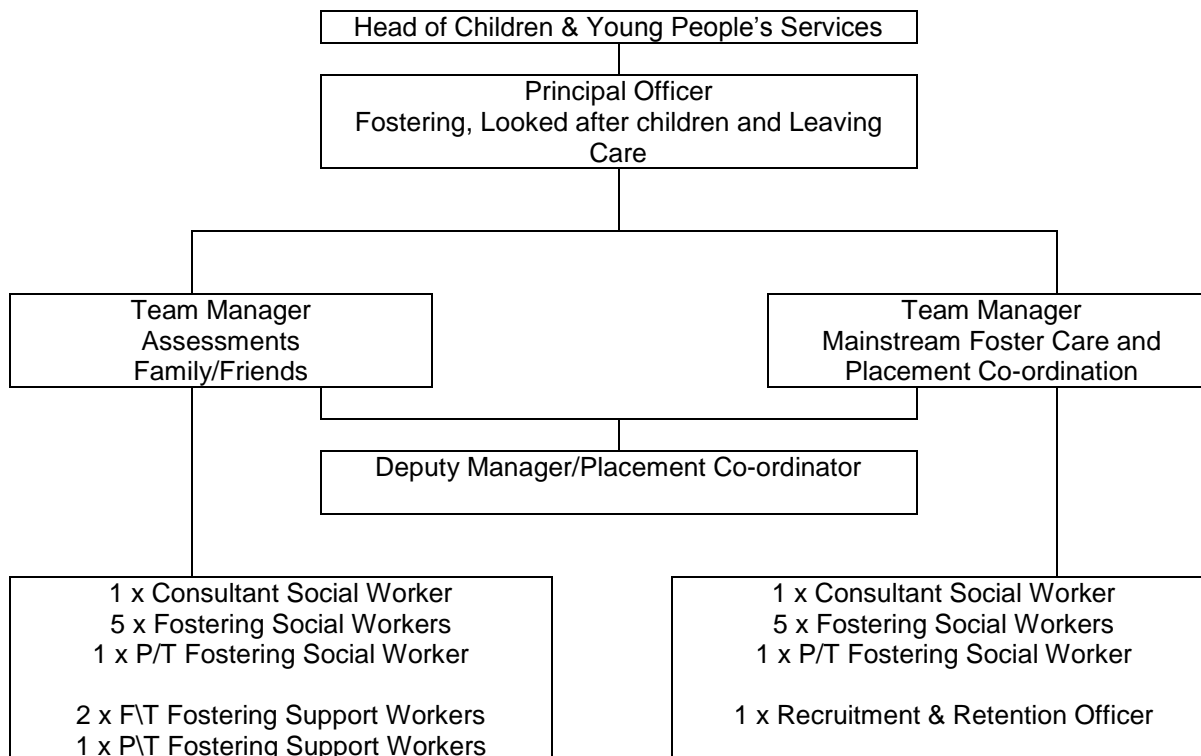 Head of Children & Young People’s Services
Principal Officer
Fostering, Looked after children and Leaving
Care
Team Manager
Assessments
Family/Friends
Team Manager
Mainstream Foster Care and
Placement Co-ordination
Deputy Manager/Placement Co-ordinator
1 x Consultant Social Worker
5 x Fostering Social Workers
1 x P/T Fostering Social Worker
2 x F\T Fostering Support Workers
1 x P\T Fostering Support Workers
1 x Consultant Social Worker
5 x Fostering Social Workers
1 x P/T Fostering Social Worker
1 x Recruitment & Retention Officer